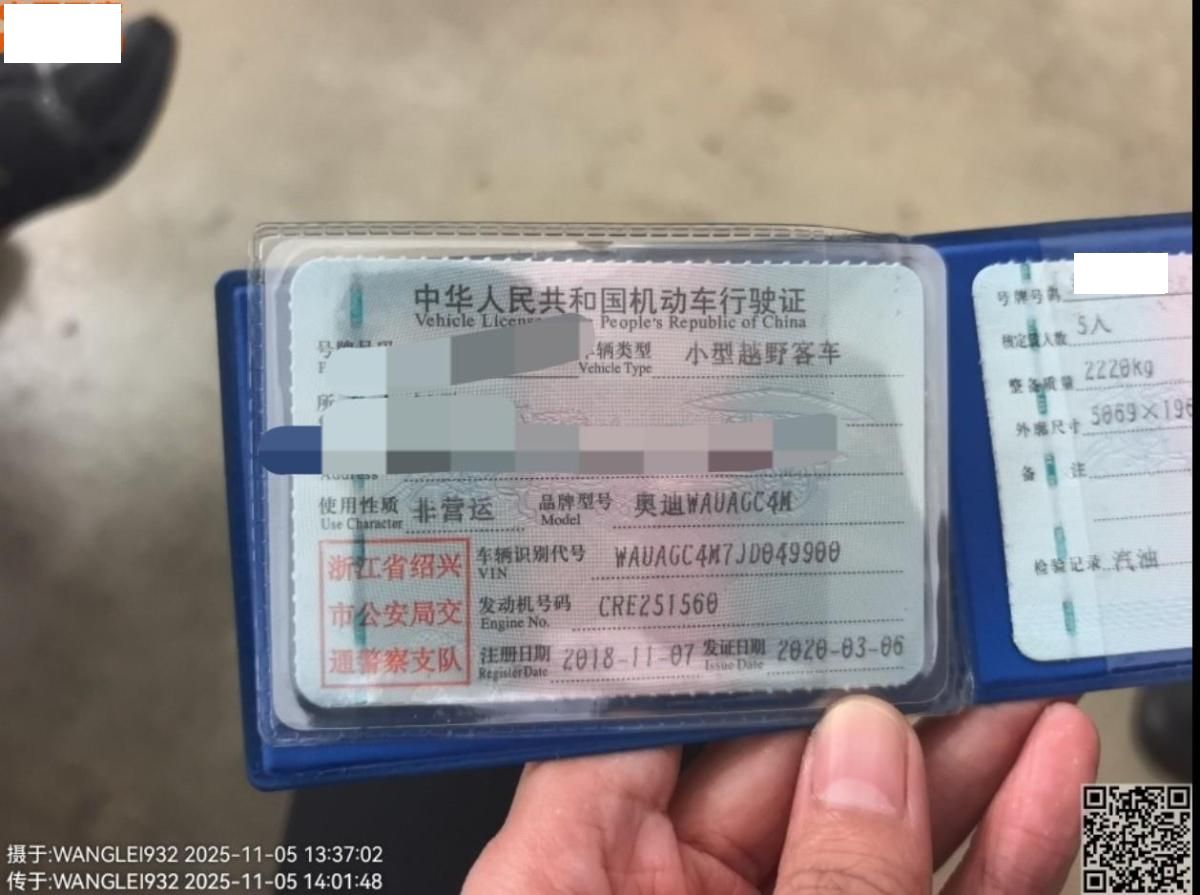 中华人民共和国机动车行驶证
Vehicle License People's Republic of China
车辆类型 小型越野客车
Vehicle Type
Address
使用性质 非营运 品牌型号 奥迪WAUAGC4M
Use Character Model
浙江省绍兴
市公安局交
通警察支队
车辆识别代号 WAUAGC4M7JD049900
VIN
发动机号码 CRE251560
Engine No.
注册日期 2018-11-07 发证日期 2020-03-06
Register Date Issue Date
号牌号码
核定载人数 5人
整备质量 2220kg
外廓尺寸 5069×190
备注
检验记录 汽油
摄于:WANGLEI932 2025-11-05 13:37:02
传于:WANGLEI932 2025-11-05 14:01:48